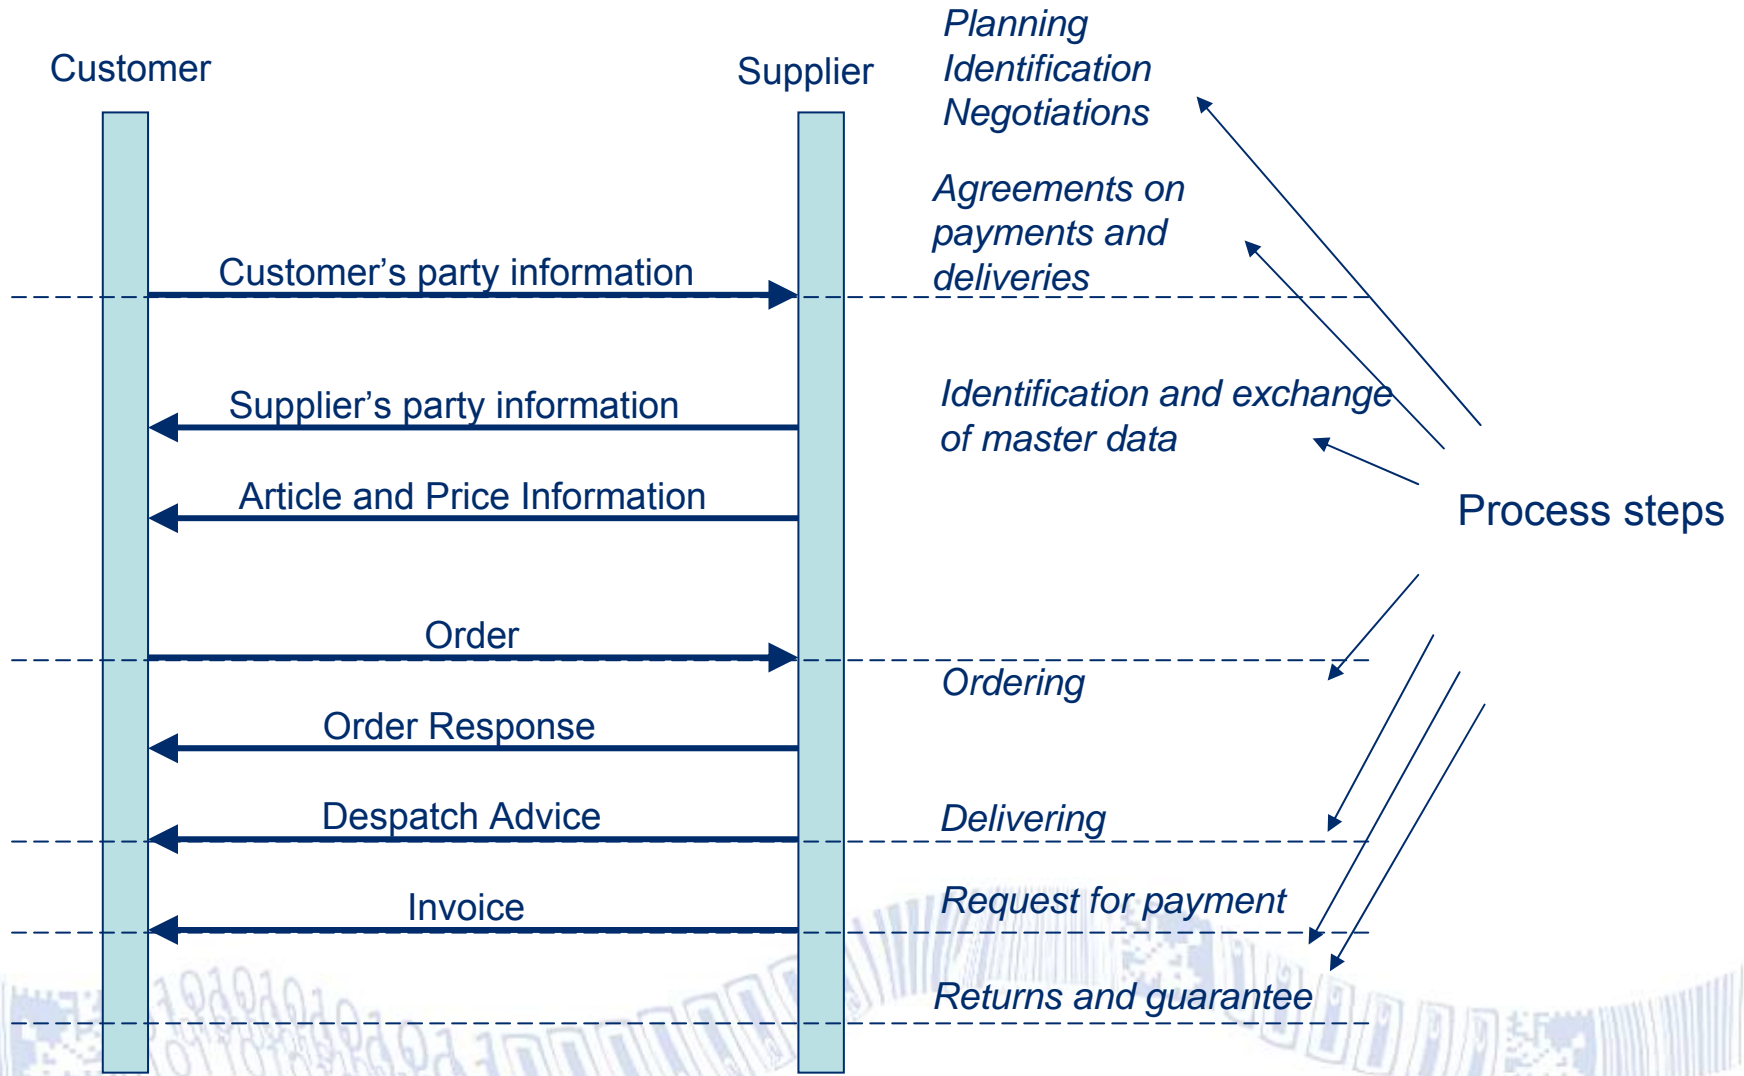 Customer
Supplier
Planning
Identification
Negotiations
Agreements on
payments and
deliveries
Customer’s party information
Supplier’s party information
Identification and exchange
of master data
Article and Price Information
Process steps
Order
Ordering
Order Response
Despatch Advice
Delivering
Invoice
Request for payment
Returns and guarantee